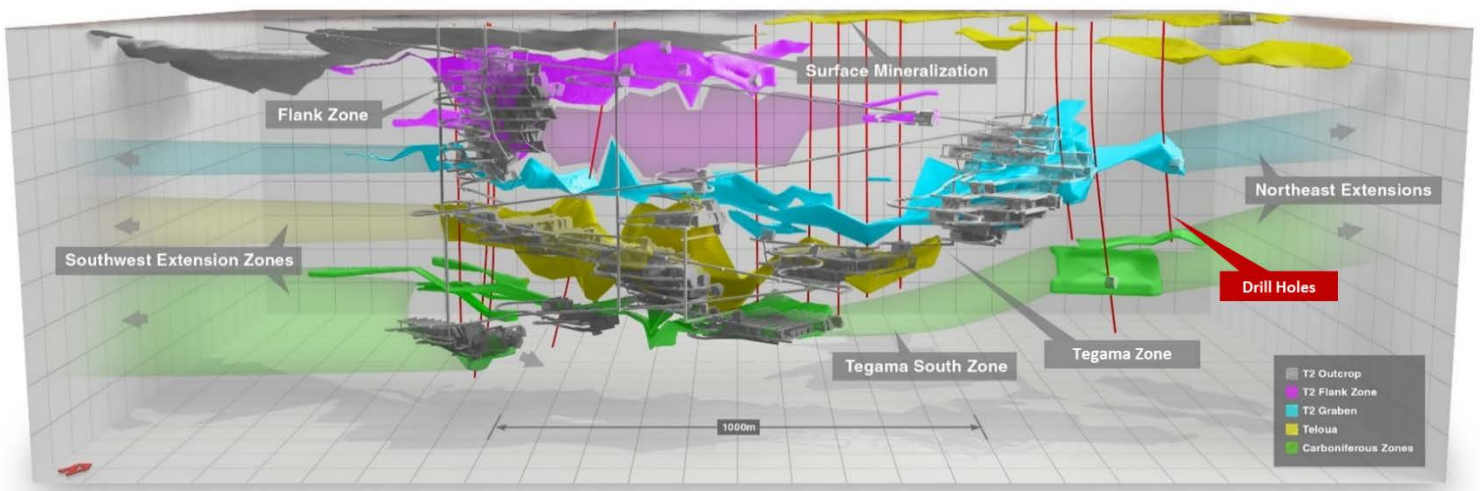 Surface Mineralization
Flank Zone
Northeast Extensions
Southwest Extension Zones
Drill Holes
Tegama Zone
Tegama South Zone
T2 Outcrop
T2 Flank Zone
T2 Graben
Teloua
Carboniferous Zones
1000m